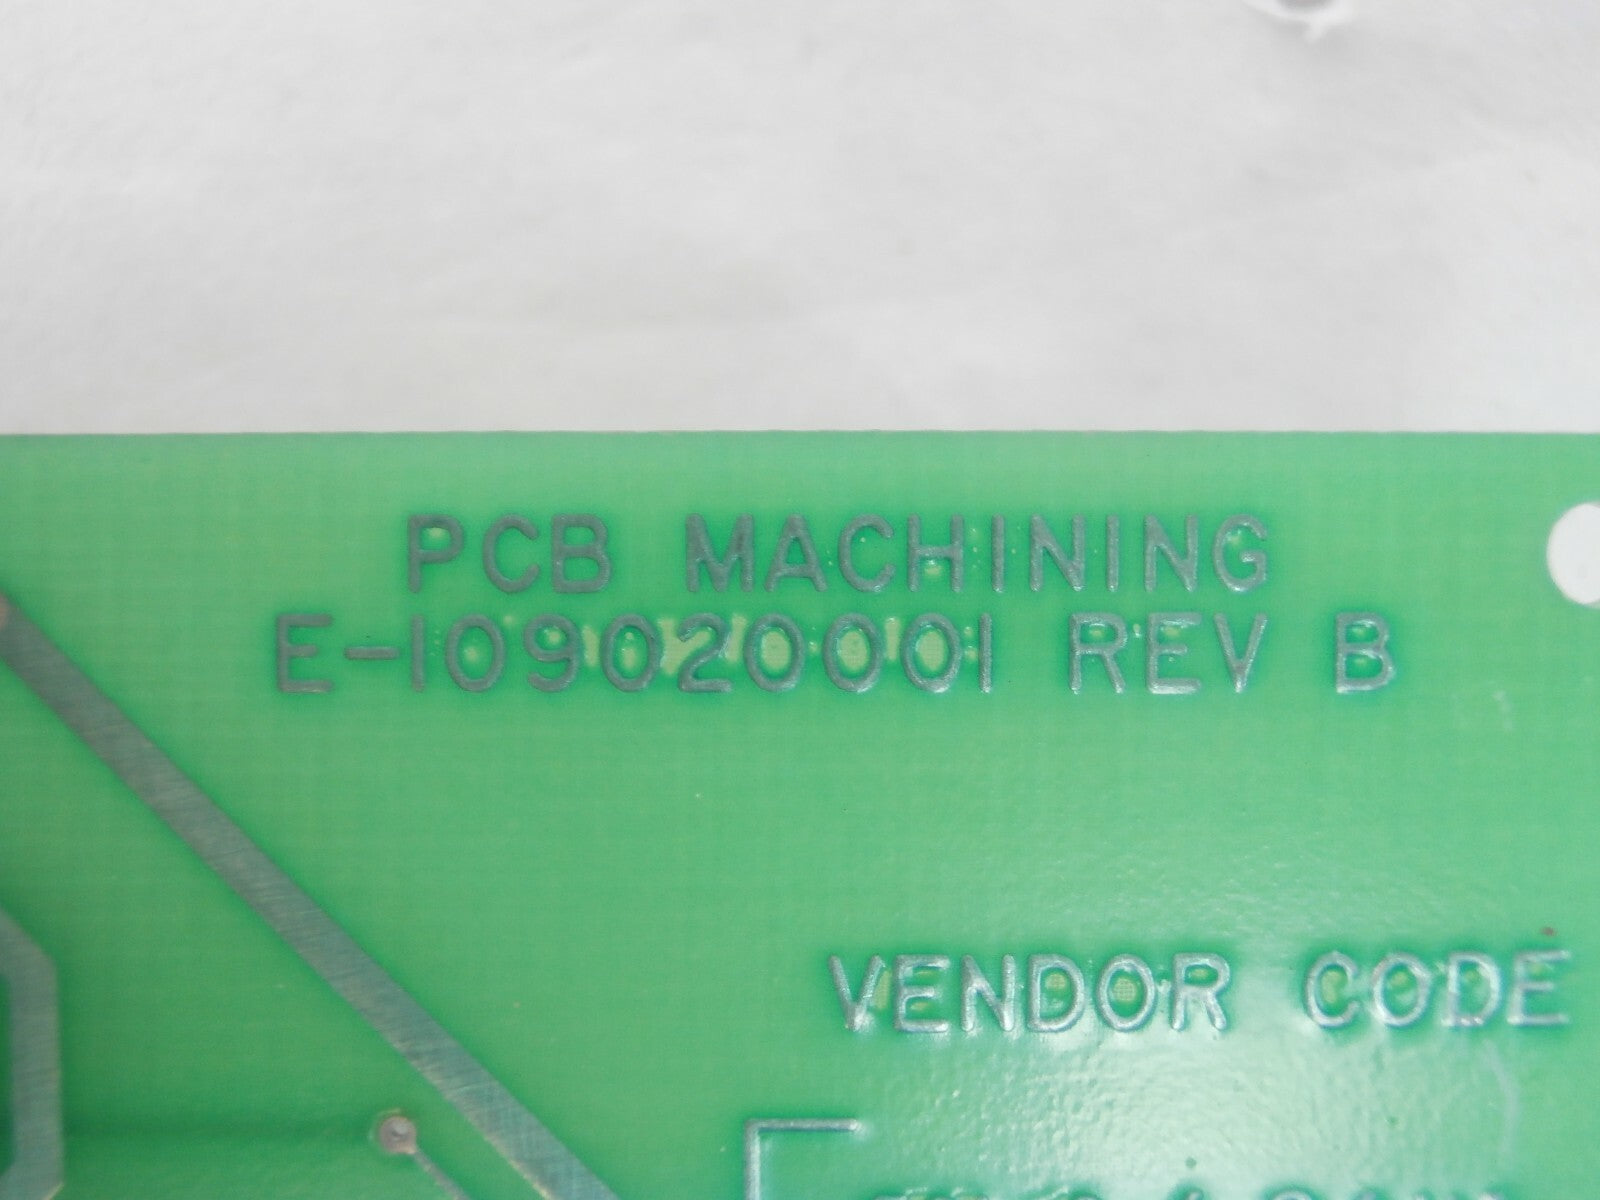 PCB MACHINING
E-109020001 REV B
VENDOR CODE